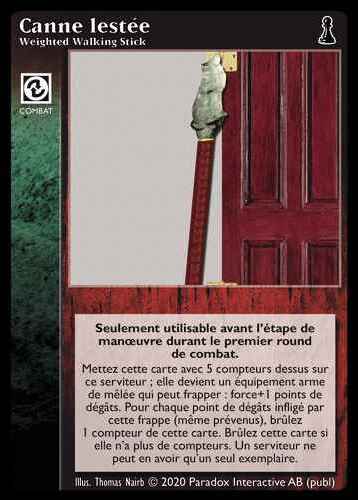 Canne lestée
Weighted Walking Stick
COMBAT
Seulement utilisable avant l'étape de
manœuvre durant le premier round
de combat.
Mettez cette carte avec 5 compteurs dessus sur
ce serviteur ; elle devient un équipement arme
de mêlée qui peut frapper : force+1 points de
dégâts. Pour chaque point de dégâts infligé par
cette frappe (même prévenus), brûlez
1 compteur de cette carte. Brûlez cette carte si
elle n'a plus de compteurs. Un serviteur ne
peut en avoir qu'un seul exemplaire.
Illus. Thomas Nairb © 2020 Paradox Interactive AB (publ)